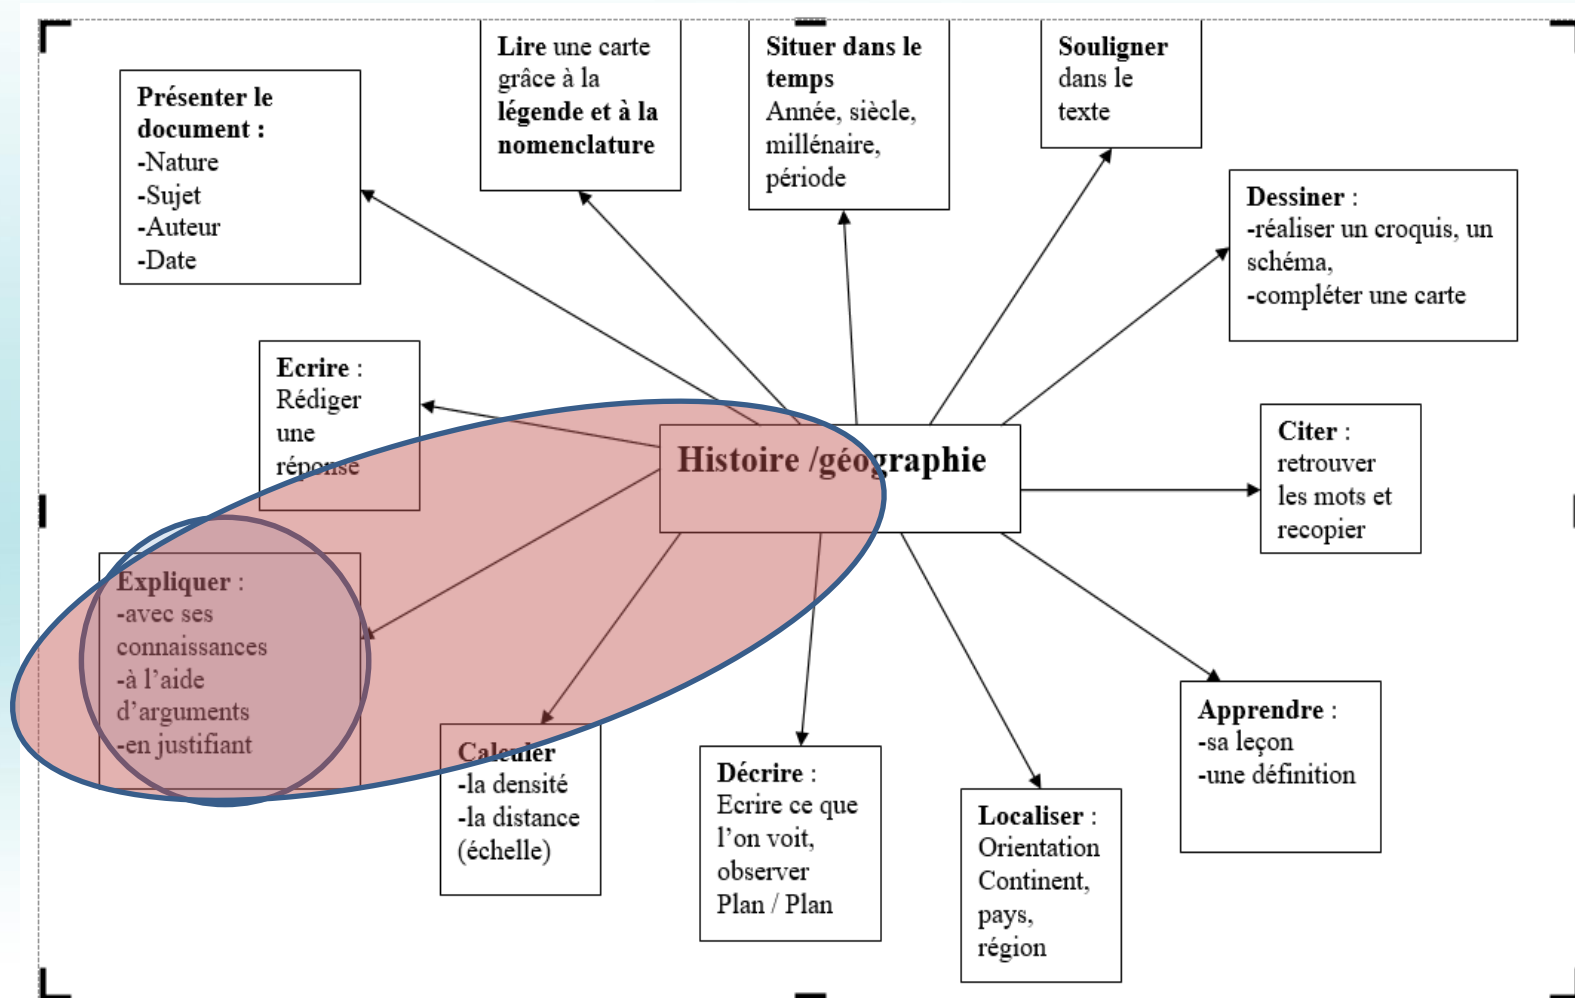 Présenter le
document :
-Nature
-Sujet
-Auteur
-Date
Lire une carte
grâce à la
légende et à la
nomenclature
Situer dans le
temps
Année, siècle,
millénaire,
période
Souligner
dans le
texte
Dessiner :
-réaliser un croquis, un
schéma,
-compléter une carte
Ecrire :
Rédiger
une
réponse
Histoire /géographie
Citer :
retrouver
les mots et
recopier
Expliquer :
-avec ses
connaissances
-à l’aide
d’arguments
-en justifiant
Calculer
-la densité
-la distance
(échelle)
Décrire :
Ecrire ce que
l’on voit,
observer
Plan / Plan
Localiser :
Orientation
Continent,
pays,
région
Apprendre :
-sa leçon
-une définition